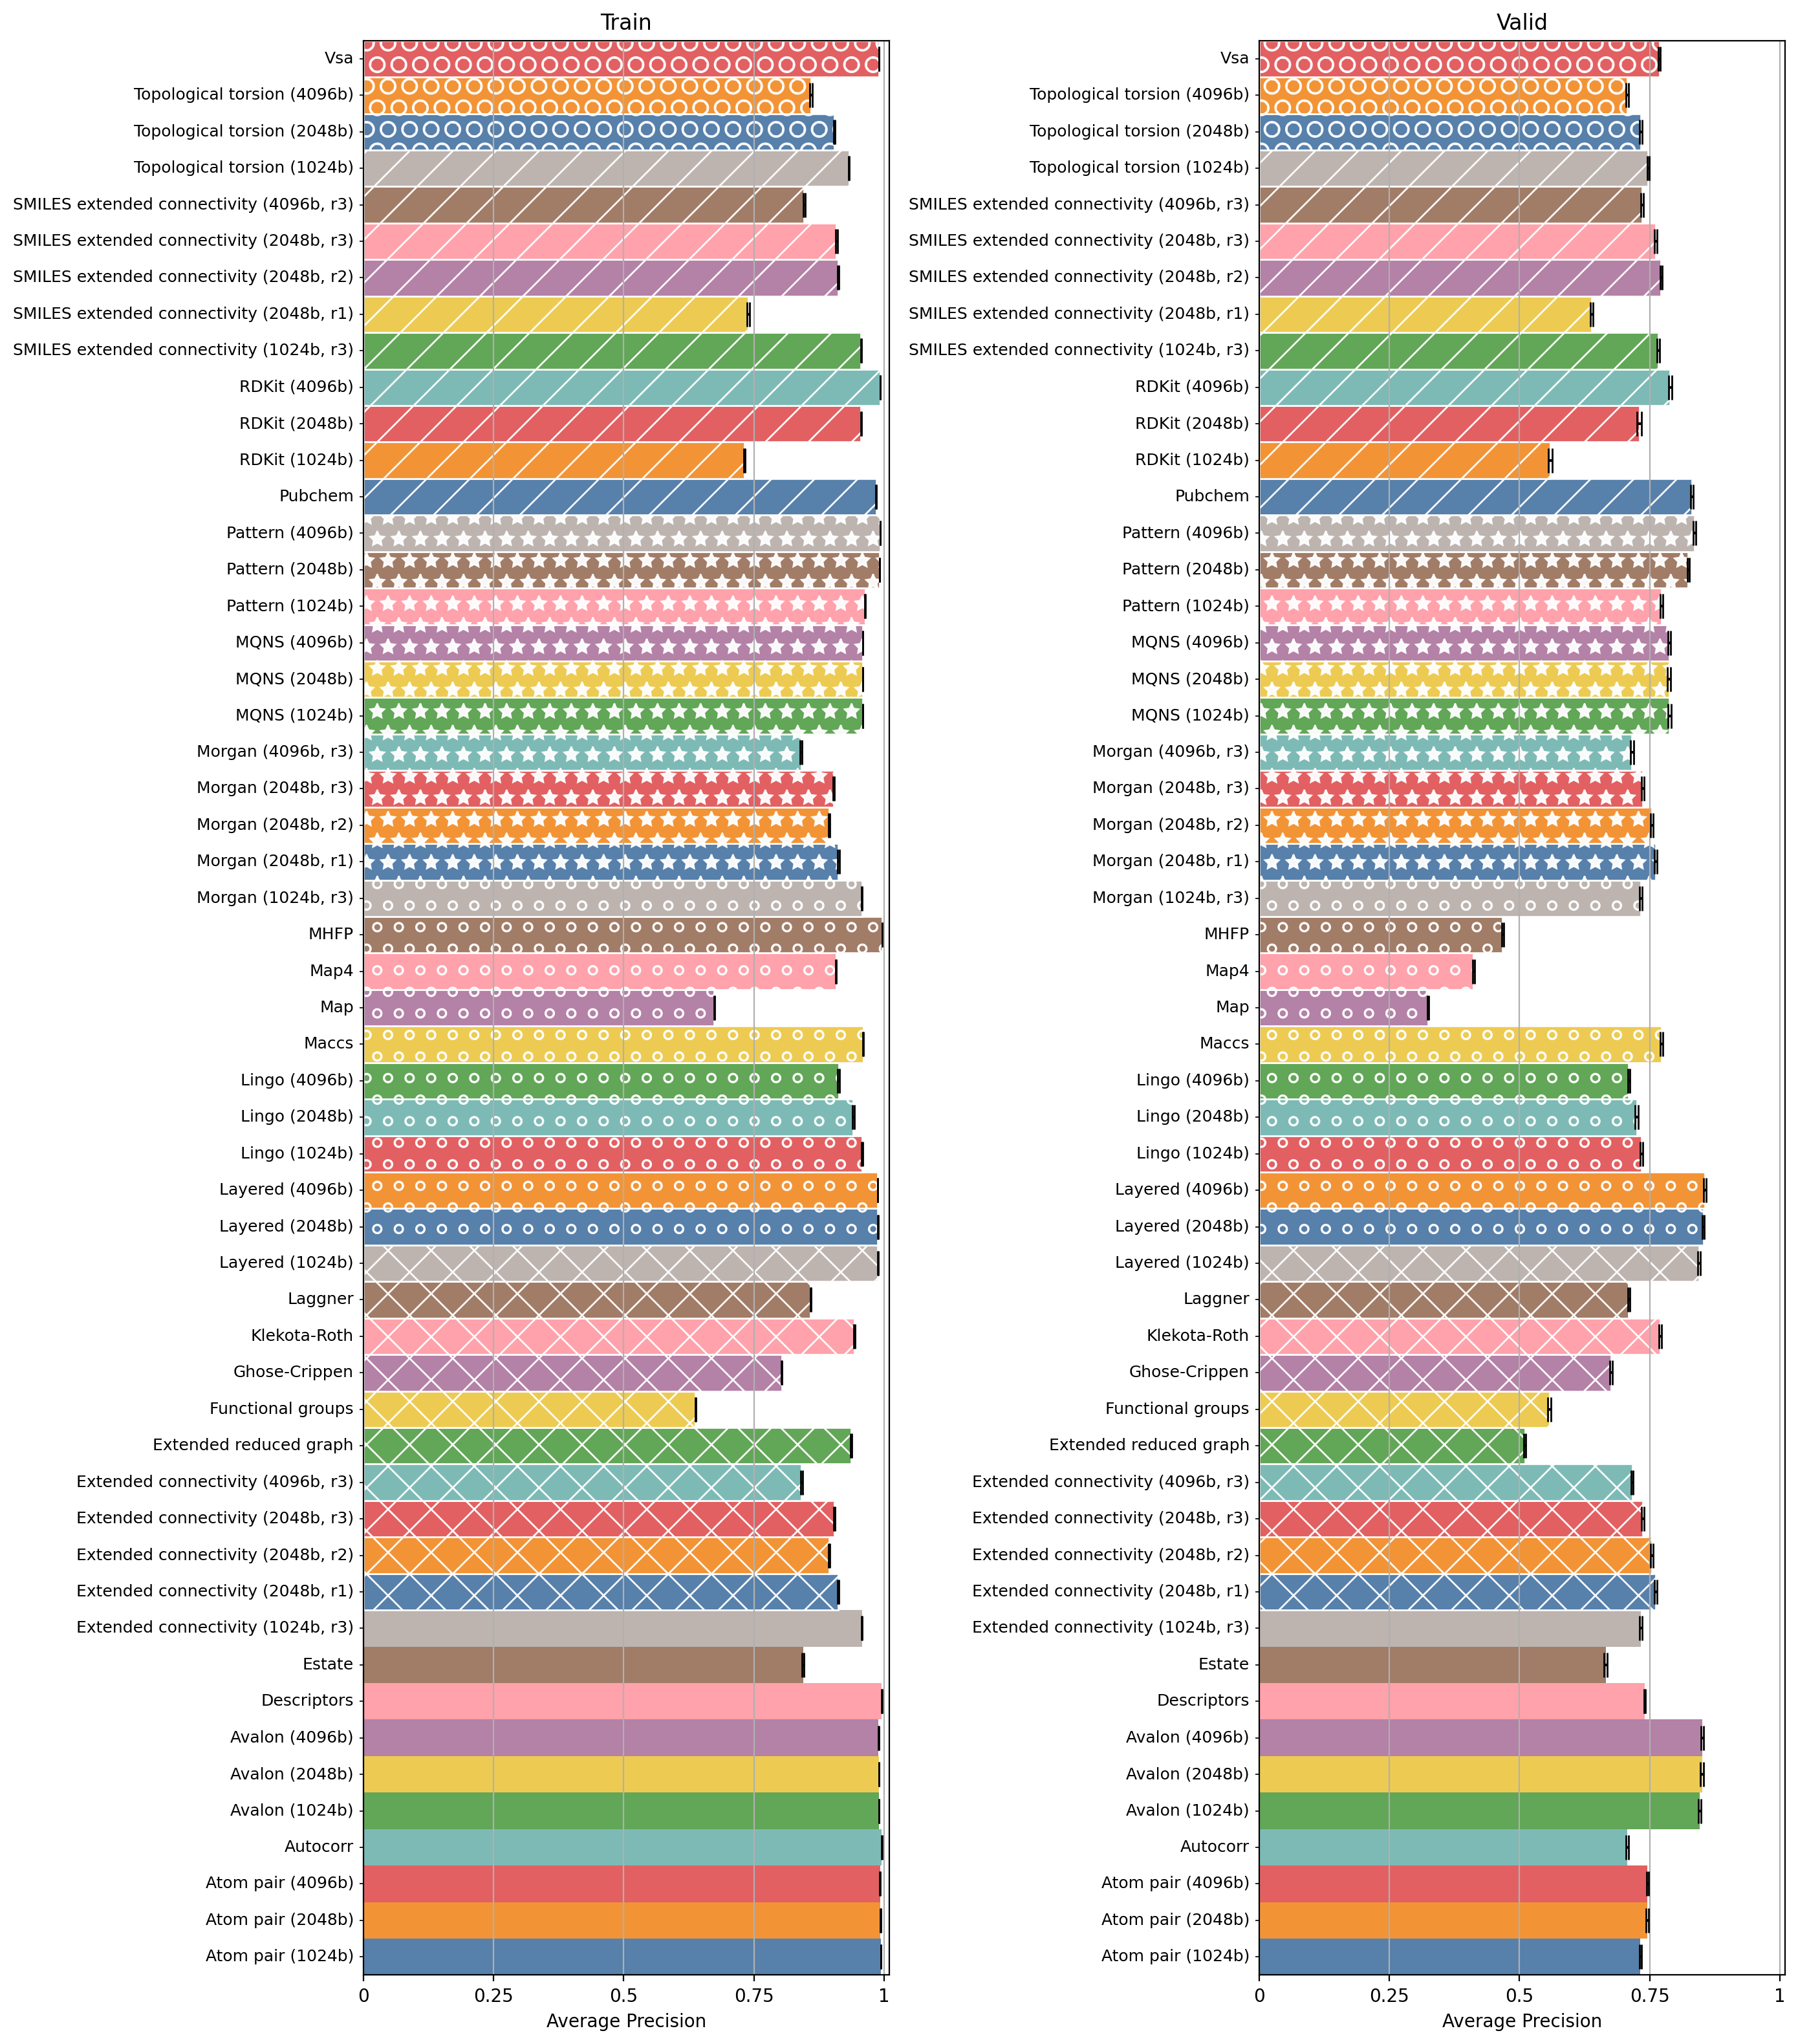 Train
Vsa
Topological torsion (4096b)
Topological torsion (2048b)
Topological torsion (1024b)
SMILES extended connectivity (4096b, r3)
SMILES extended connectivity (2048b, r3)
SMILES extended connectivity (2048b, r2)
SMILES extended connectivity (2048b, r1)
SMILES extended connectivity (1024b, r3)
RDKit (4096b)
RDKit (2048b)
RDKit (1024b)
Pubchem
Pattern (4096b)
Pattern (2048b)
Pattern (1024b)
MQNS (4096b)
MQNS (2048b)
MQNS (1024b)
Morgan (4096b, r3)
Morgan (2048b, r3)
Morgan (2048b, r2)
Morgan (2048b, r1)
Morgan (1024b, r3)
MHFP
Map4
Map
Maccs
Lingo (4096b)
Lingo (2048b)
Lingo (1024b)
Layered (4096b)
Layered (2048b)
Layered (1024b)
Laggner
Klekota-Roth
Ghose-Crippen
Functional groups
Extended reduced graph
Extended connectivity (4096b, r3)
Extended connectivity (2048b, r3)
Extended connectivity (2048b, r2)
Extended connectivity (2048b, r1)
Extended connectivity (1024b, r3)
Estate
Descriptors
Avalon (4096b)
Avalon (2048b)
Avalon (1024b)
Autocorr
Atom pair (4096b)
Atom pair (2048b)
Atom pair (1024b)
0 0.25 0.5 0.75 1
Average Precision
Valid
Vsa
Topological torsion (4096b)
Topological torsion (2048b)
Topological torsion (1024b)
SMILES extended connectivity (4096b, r3)
SMILES extended connectivity (2048b, r3)
SMILES extended connectivity (2048b, r2)
SMILES extended connectivity (2048b, r1)
SMILES extended connectivity (1024b, r3)
RDKit (4096b)
RDKit (2048b)
RDKit (1024b)
Pubchem
Pattern (4096b)
Pattern (2048b)
Pattern (1024b)
MQNS (4096b)
MQNS (2048b)
MQNS (1024b)
Morgan (4096b, r3)
Morgan (2048b, r3)
Morgan (2048b, r2)
Morgan (2048b, r1)
Morgan (1024b, r3)
MHFP
Map4
Map
Maccs
Lingo (4096b)
Lingo (2048b)
Lingo (1024b)
Layered (4096b)
Layered (2048b)
Layered (1024b)
Laggner
Klekota-Roth
Ghose-Crippen
Functional groups
Extended reduced graph
Extended connectivity (4096b, r3)
Extended connectivity (2048b, r3)
Extended connectivity (2048b, r2)
Extended connectivity (2048b, r1)
Extended connectivity (1024b, r3)
Estate
Descriptors
Avalon (4096b)
Avalon (2048b)
Avalon (1024b)
Autocorr
Atom pair (4096b)
Atom pair (2048b)
Atom pair (1024b)
0 0.25 0.5 0.75 1
Average Precision